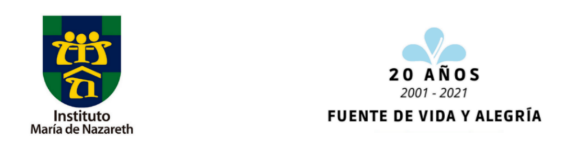 Instituto
María de Nazareth
20 AÑOS
2001 - 2021
FUENTE DE VIDA Y ALEGRÍA